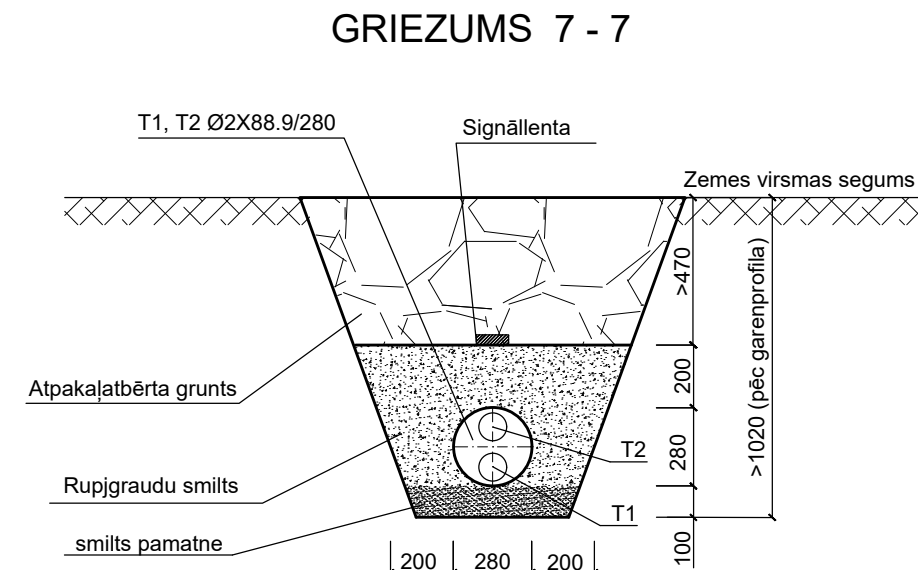 GRIEZUMS 7 - 7
T1, T2 Ø2X88.9/280
Signāllenta
Zemes virsmas segums
>470
>1020 (pēc garenprofila)
200
Atpakaļatbērta grunts
280
T2
Rupjgraudu smilts
T1
smilts pamatne
100
200 280 200